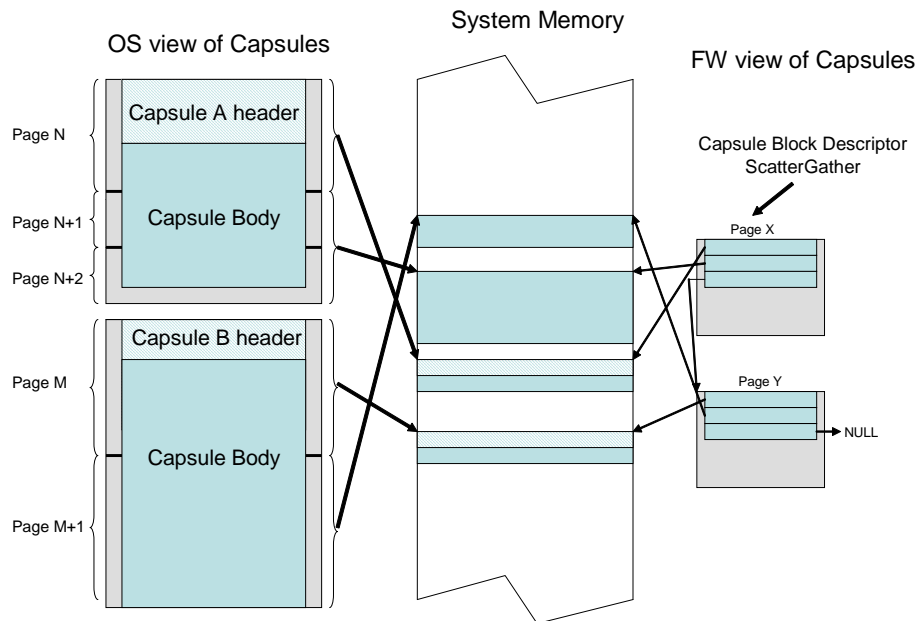 OS view of Capsules
System Memory
FW view of Capsules
Capsule A header
Page N
Capsule Body
Page N+1
Page N+2
Capsule B header
Page M
Capsule Body
Page M+1
Capsule Block Descriptor
ScatterGather
Page X
Page Y
NULL